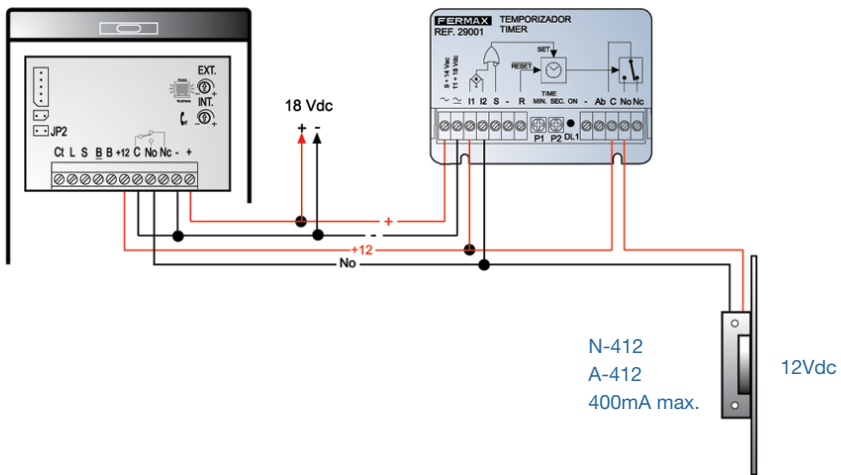 EXT.
INT.
JP2
Ct L S B B +12 C No Nc - +
18 Vdc
+ -
FERMAX TEMPORIZADOR
REF. 29001 TIMER
9 ÷ 14 Vac
11 ÷ 18 Vdc
SET
RESET
TIME
I1 I2 S - R MIN. SEC. ON - Ab C No Nc
P1 P2 DL1
+
-
+12
No
N-412
A-412
400mA max.
12Vdc